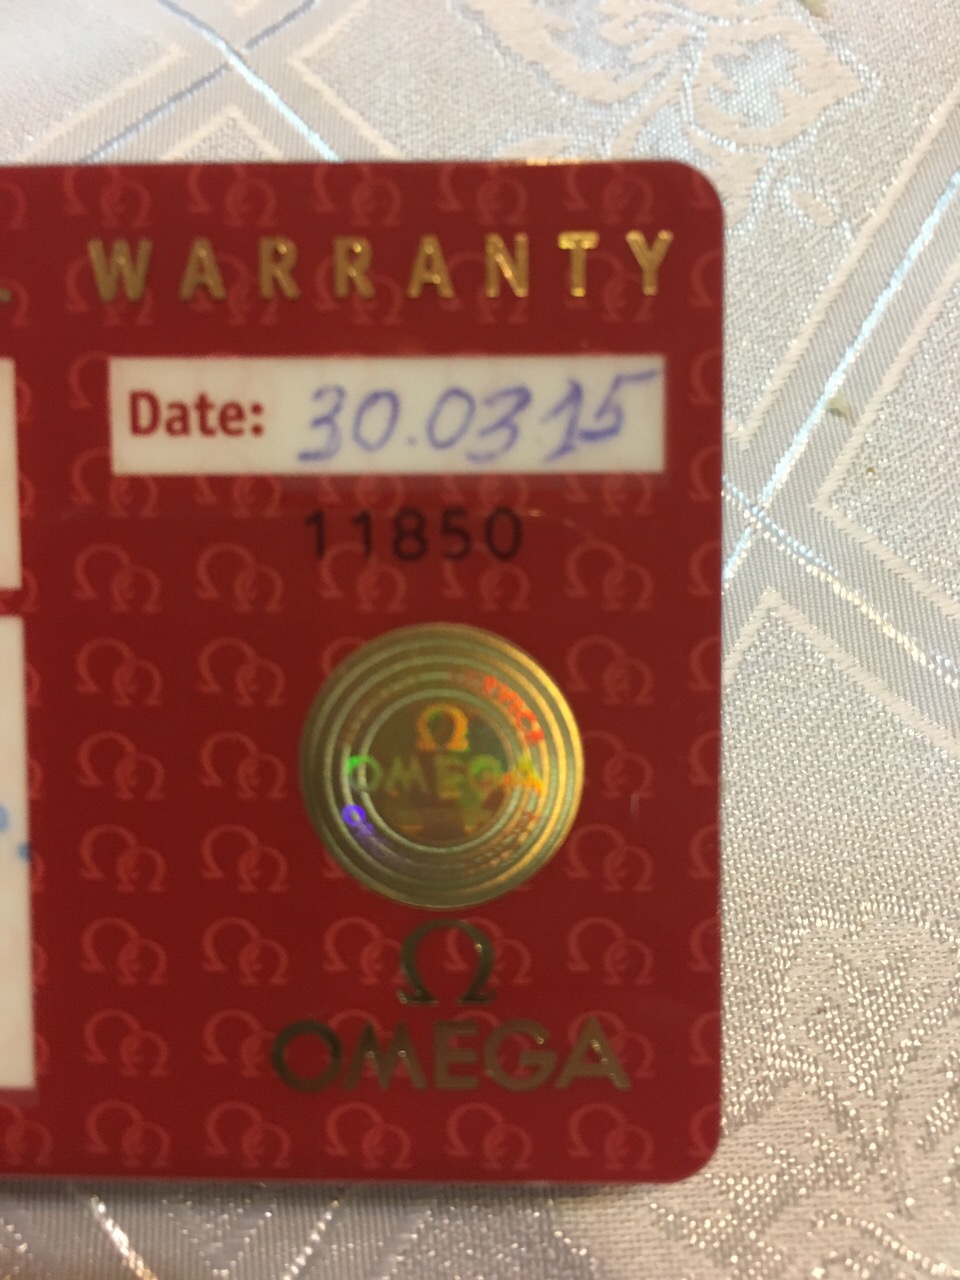 WARRANTY
Date: 30.03.15
11850
Ω
OMEGA
Ω
OMEGA